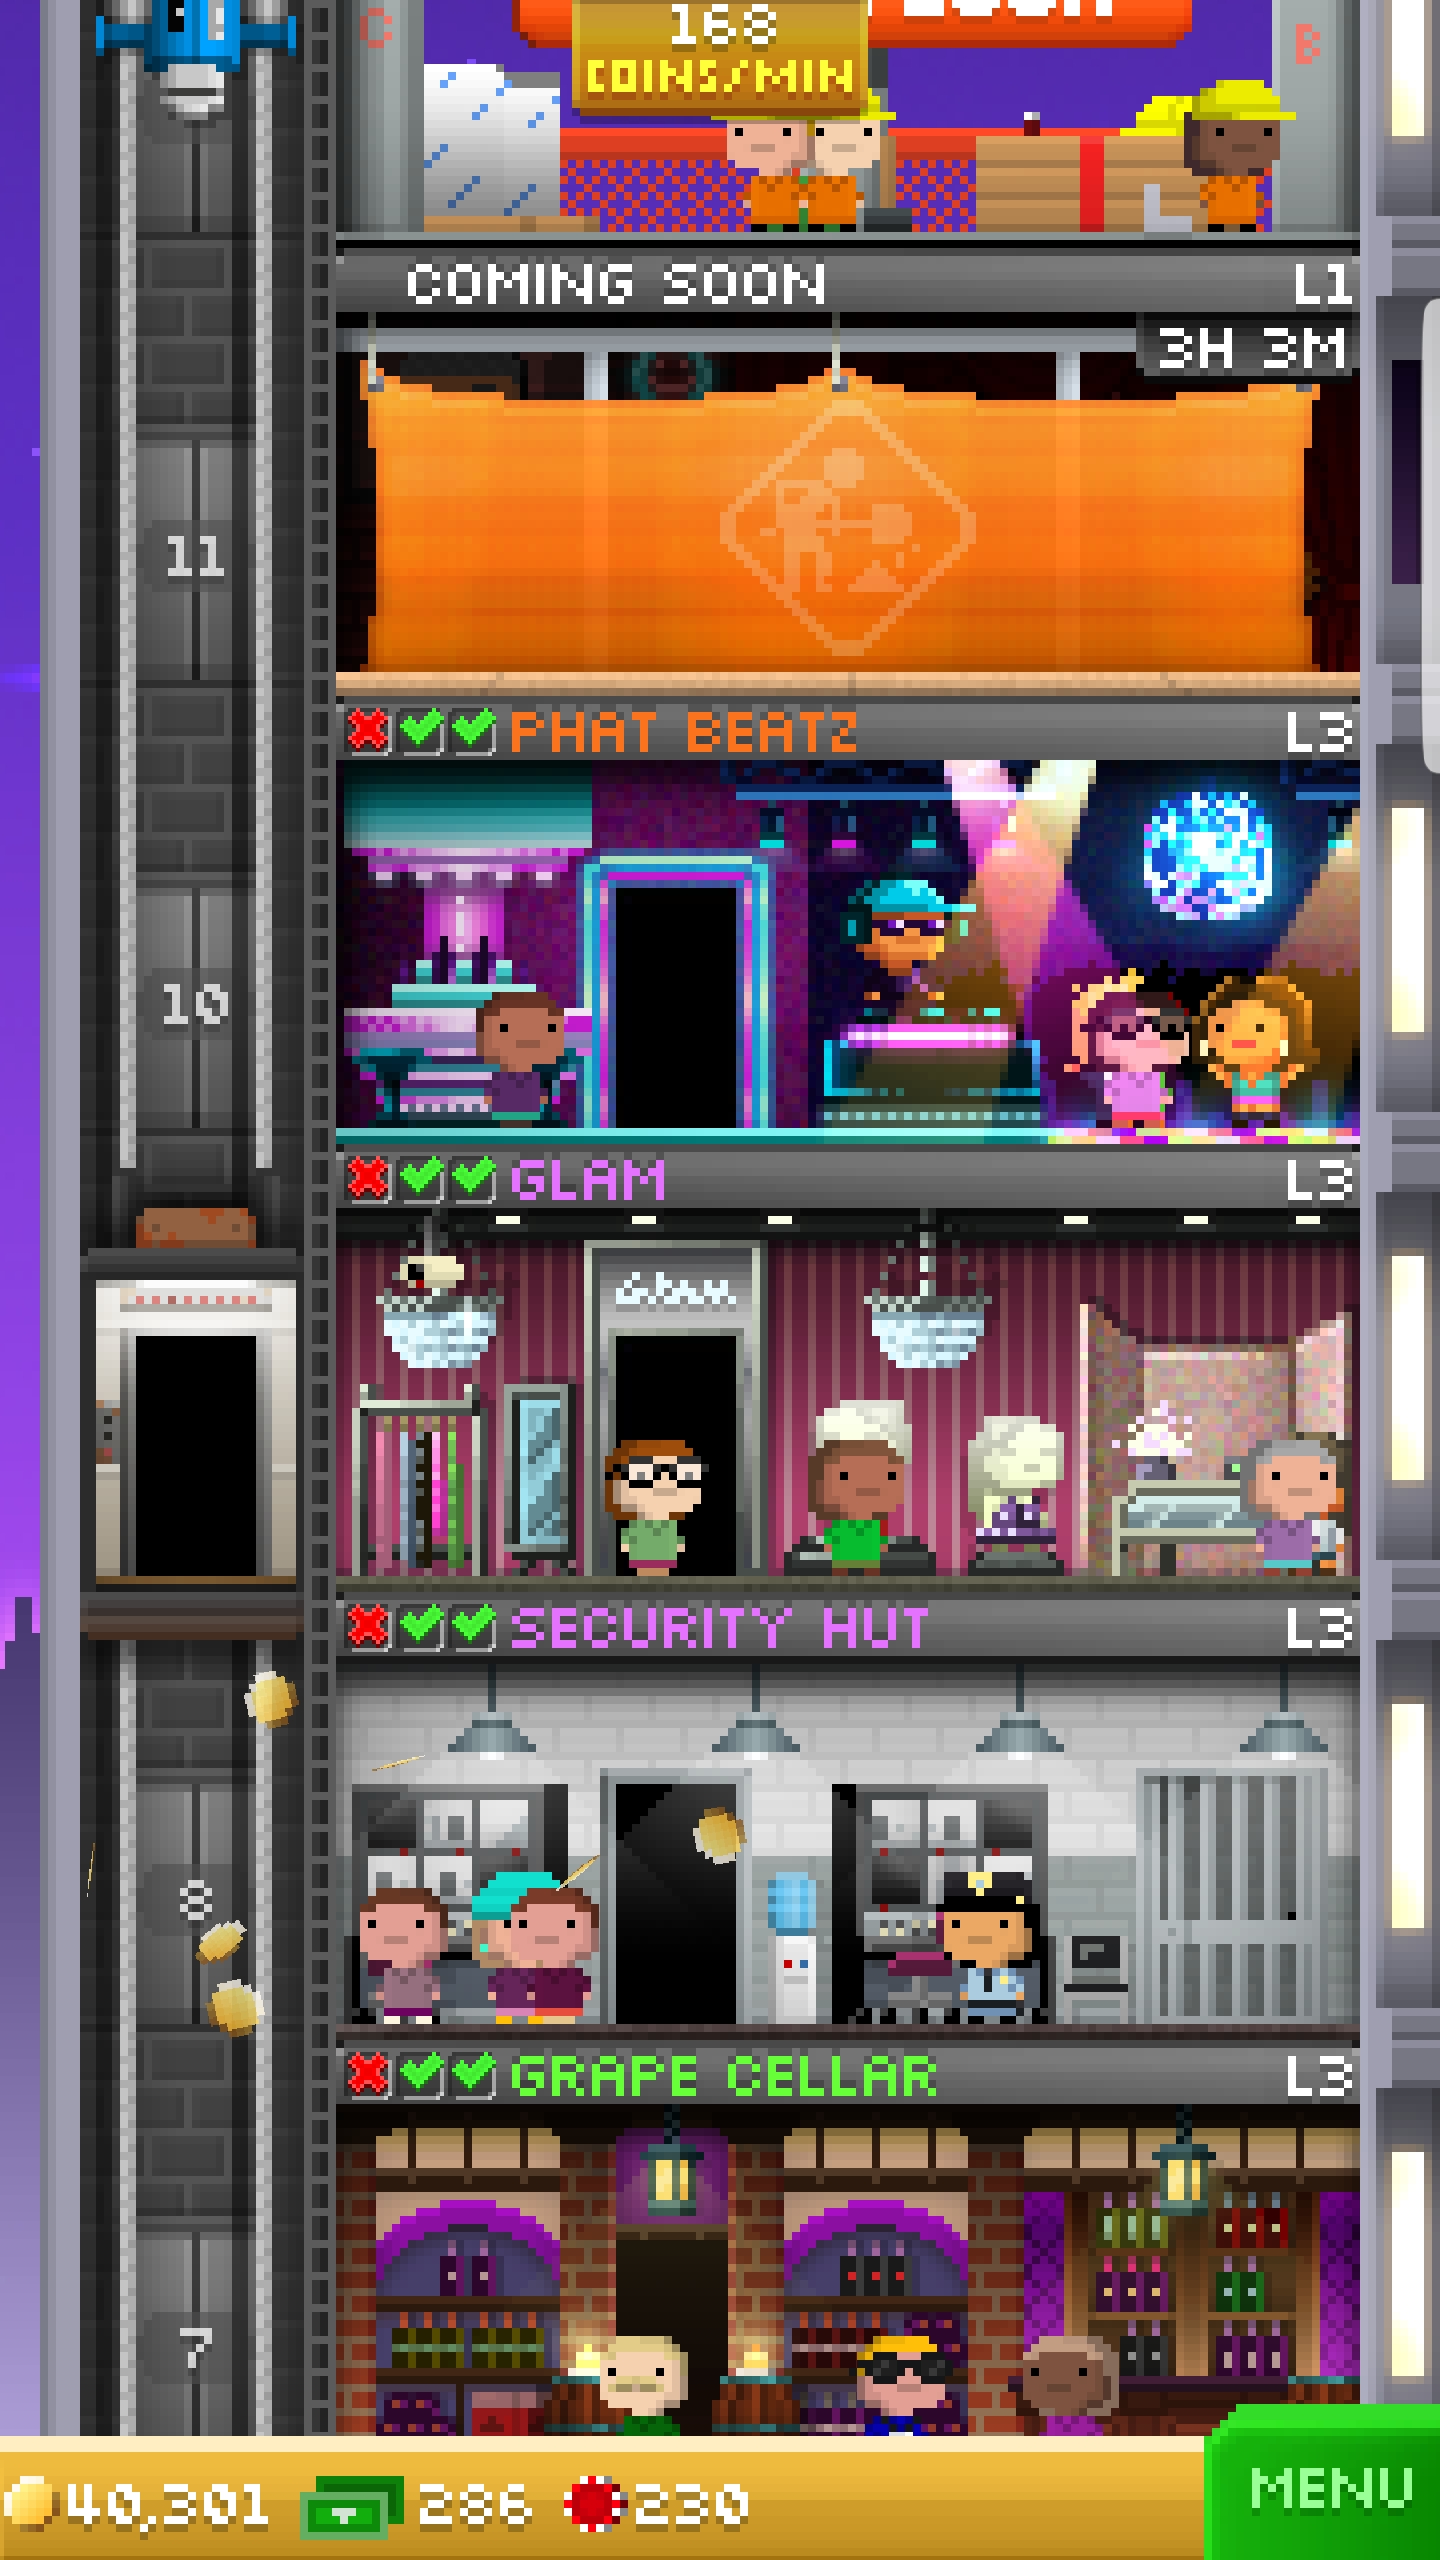 C
168
B
COINS/MIN
COMING SOON L1
3H 3M
11
PHAT BEATZ L3
10
GLAM L3
Glam
SECURITY HUT L3
8
GRAPE CELLAR L3
7
40,301 286 230 MENU